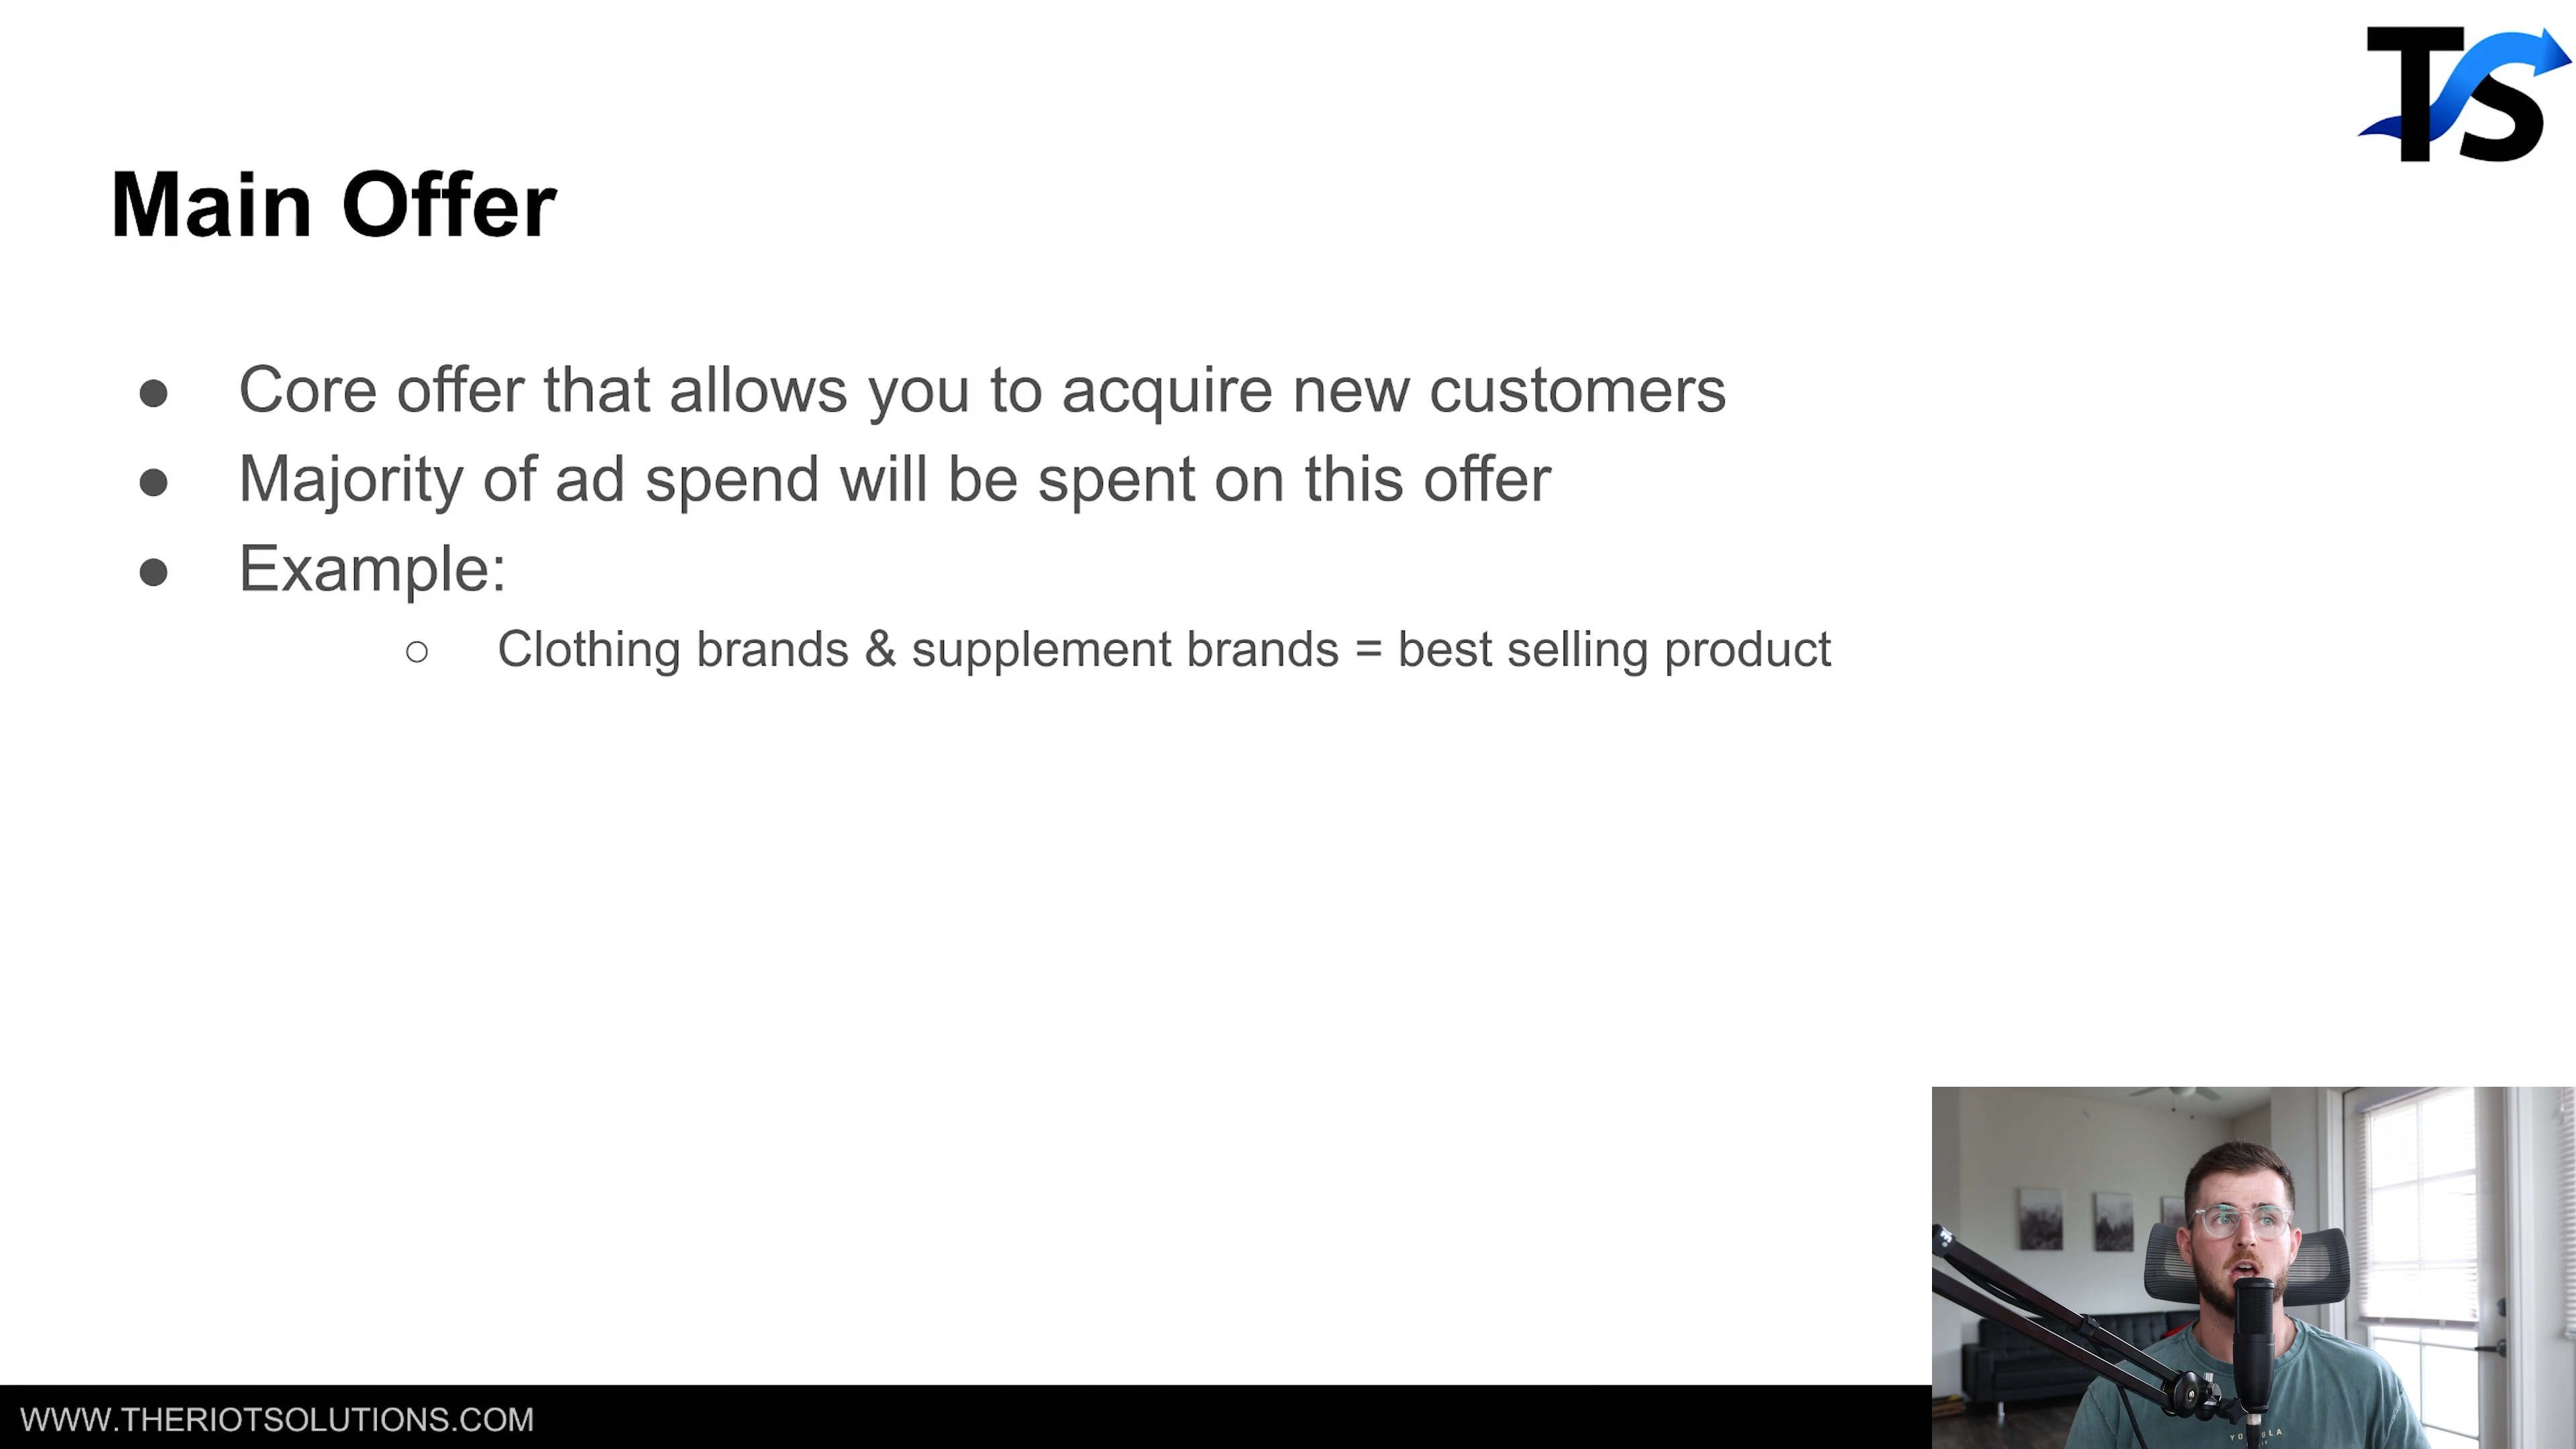 TS
Main Offer
● Core offer that allows you to acquire new customers
● Majority of ad spend will be spent on this offer
● Example:
○ Clothing brands & supplement brands = best selling product
WWW.THERIOTSOLUTIONS.COM